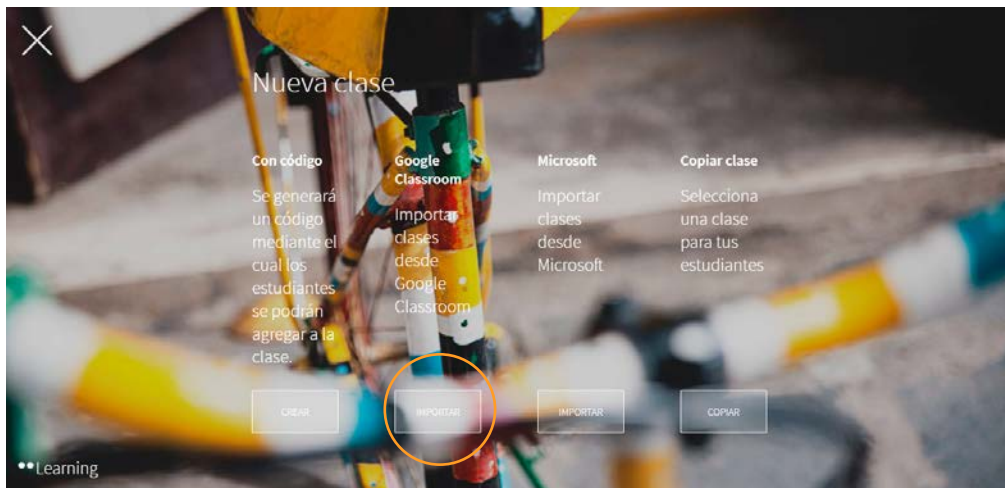 Nueva clase
Con código
Se generará
un código
mediante el
cual los
estudiantes
se podrán
agregar a la
clase.
CREAR
Google
Classroom
Importar
clases
desde
Google
Classroom
IMPORTAR
Microsoft
Importar
clases
desde
Microsoft
IMPORTAR
Copiar clase
Selecciona
una clase
para tus
estudiantes
COPIAR
Learning